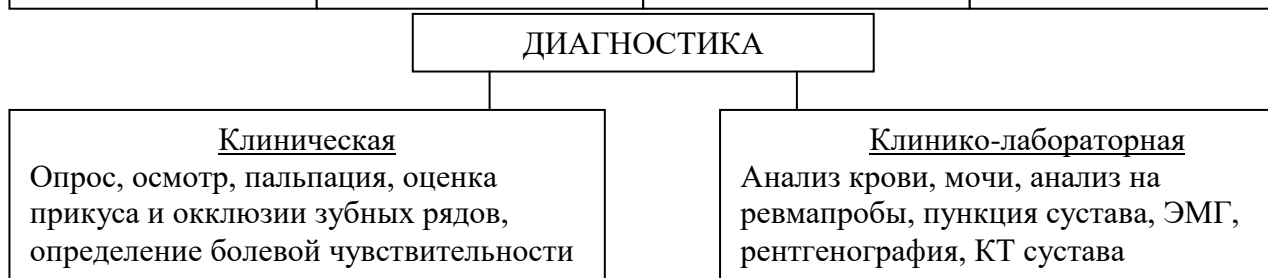 ДИАГНОСТИКА
Клиническая
Опрос, осмотр, пальпация, оценка
прикуса и окклюзии зубных рядов,
определение болевой чувствительности
Клинико-лабораторная
Анализ крови, мочи, анализ на
ревмапробы, пункция сустава, ЭМГ,
рентгенография, КТ сустава